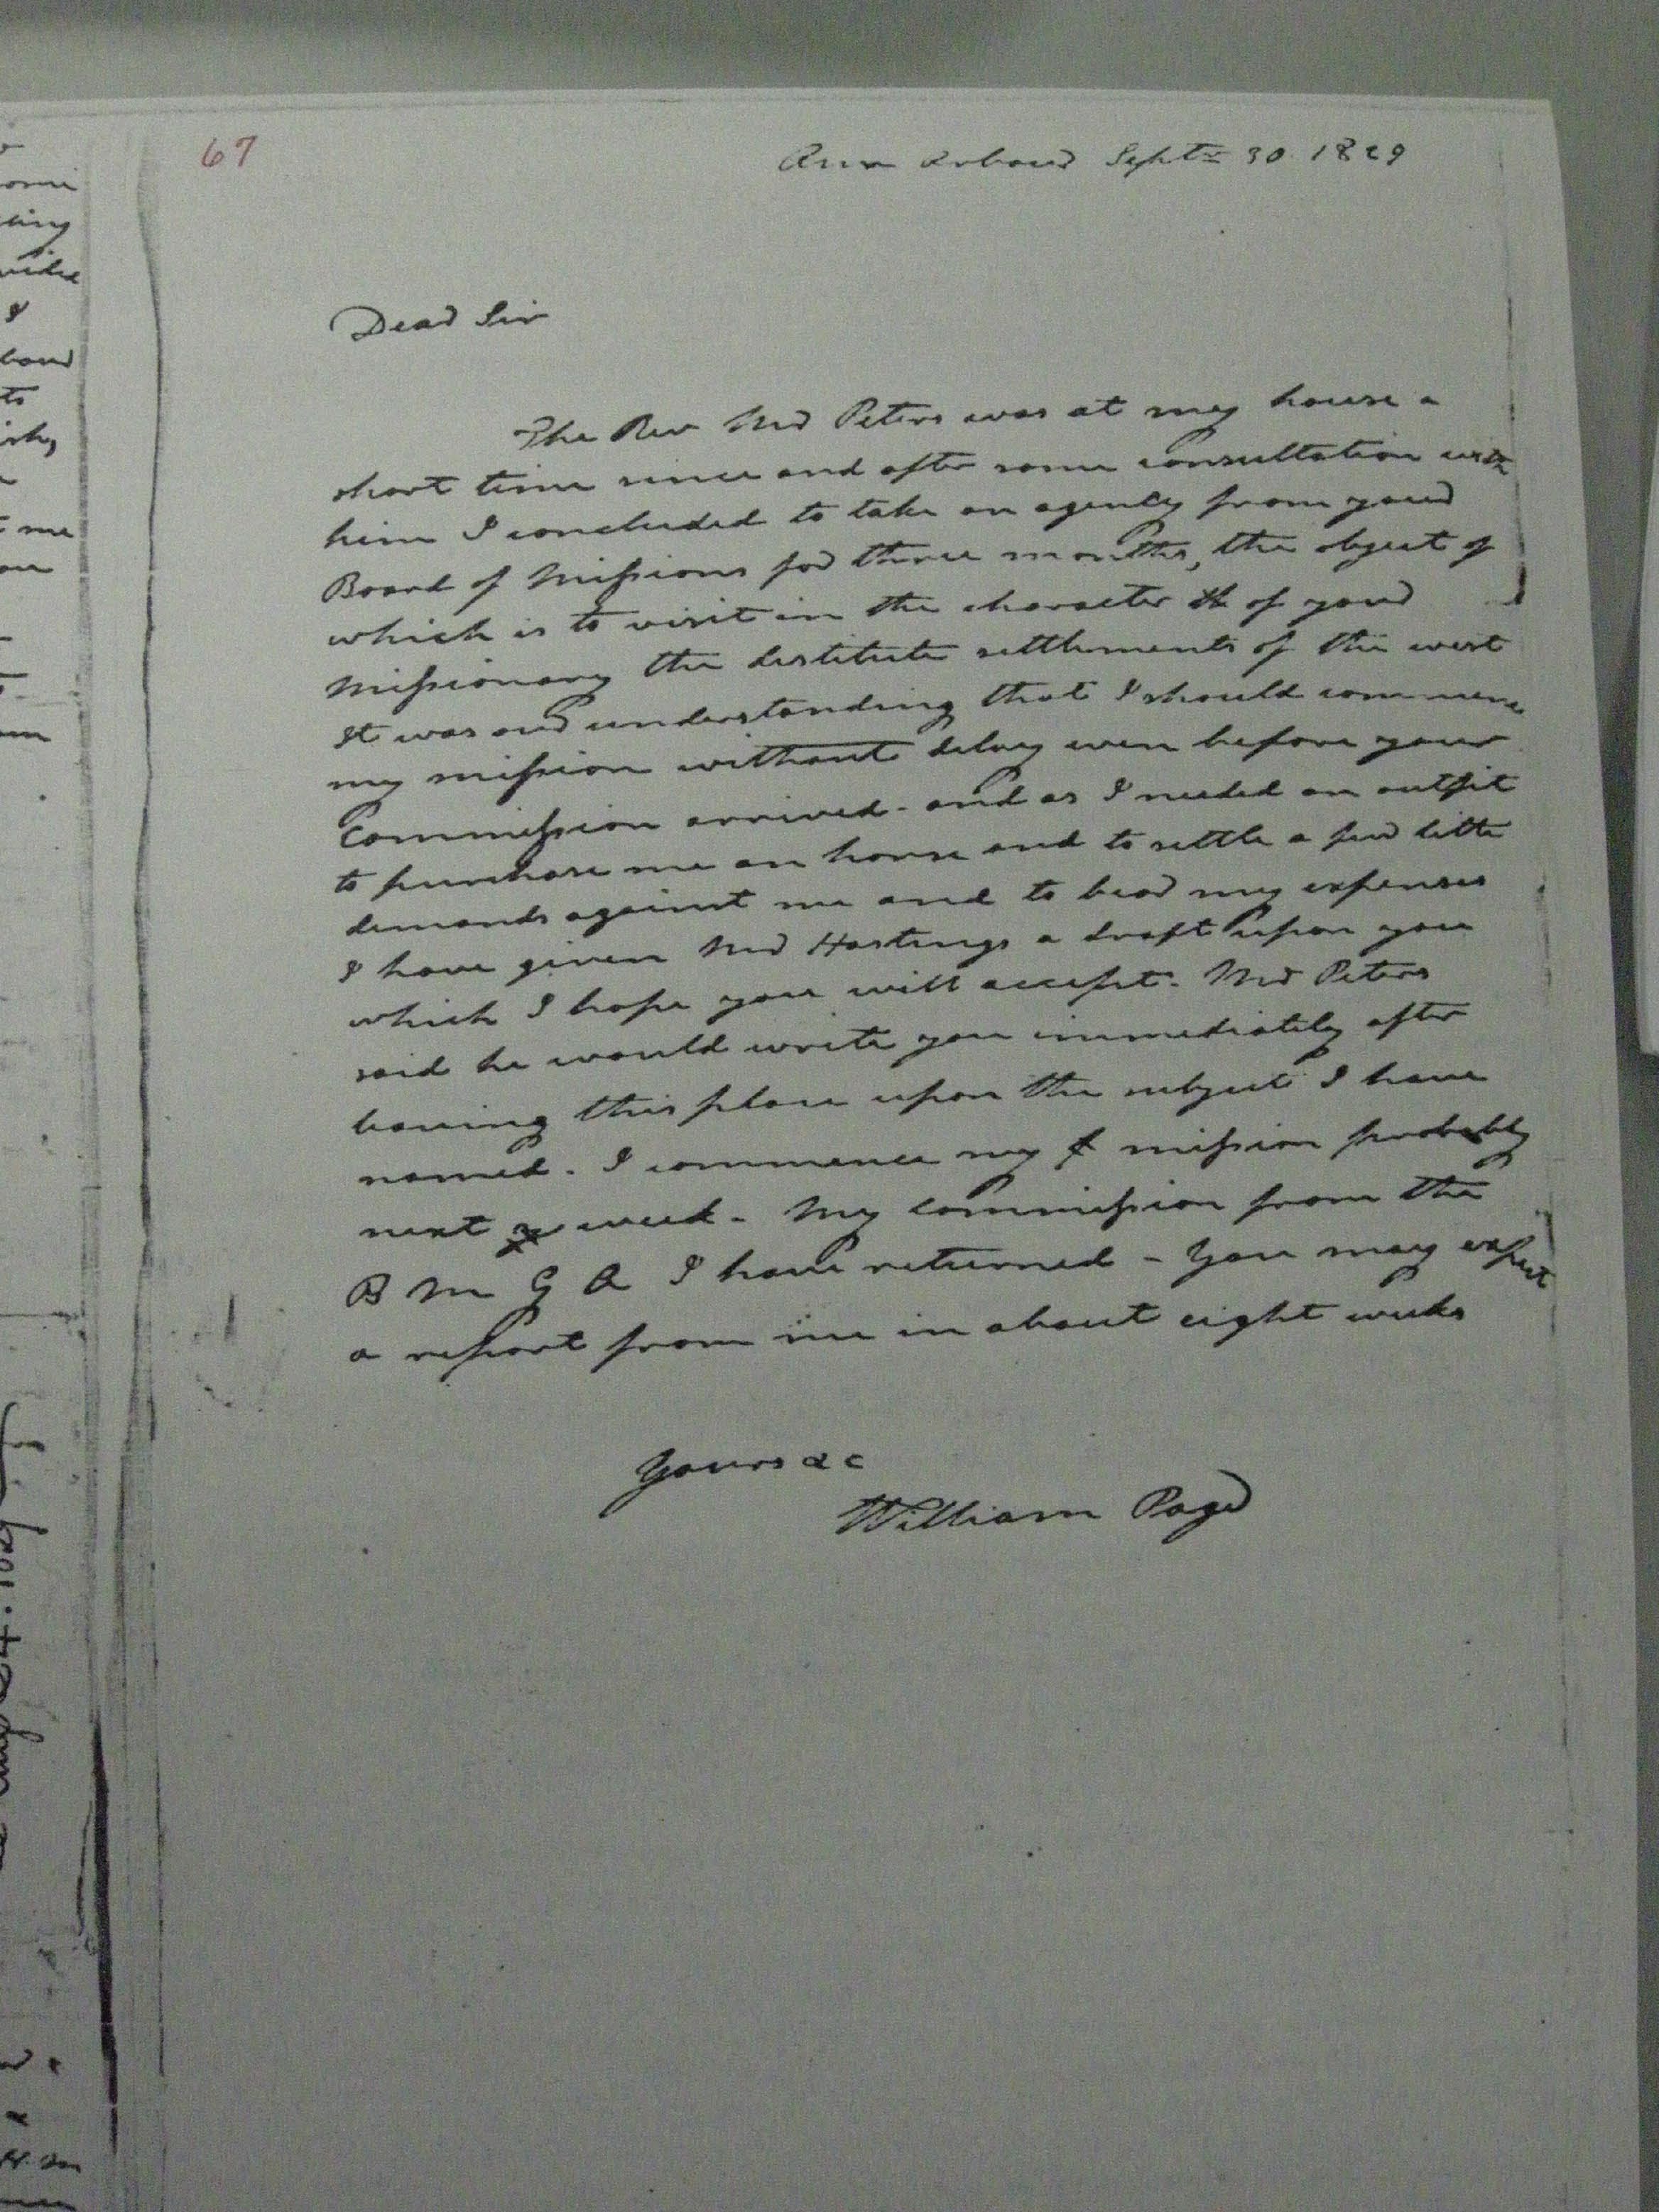 67
Ann Arbour Septr 30. 1829
Dear Sir
The Rev Mr Peters was at my house a
short time since and after some consultation with
him I concluded to take an agency from your
Board of Missions for three months, the object of
which is to visit in the character of your
Missionary the destitute settlements of the west
It was our understanding that I should commence
my mission without delay even before your
Commission arrived - and as I needed an outfit
to purchase me an horse and to settle a few little
demands against me and to bear my expenses
I have given Mr Hastings a draft upon you
which I hope you will accept. Mr Peters
said he would write you immediately after
leaving this place upon the subject I have
named. I commence my mission probably
next week - My Commission from the
B M G A I have returned - You may expect
a report from me in about eight weeks
Yours &c
William Page